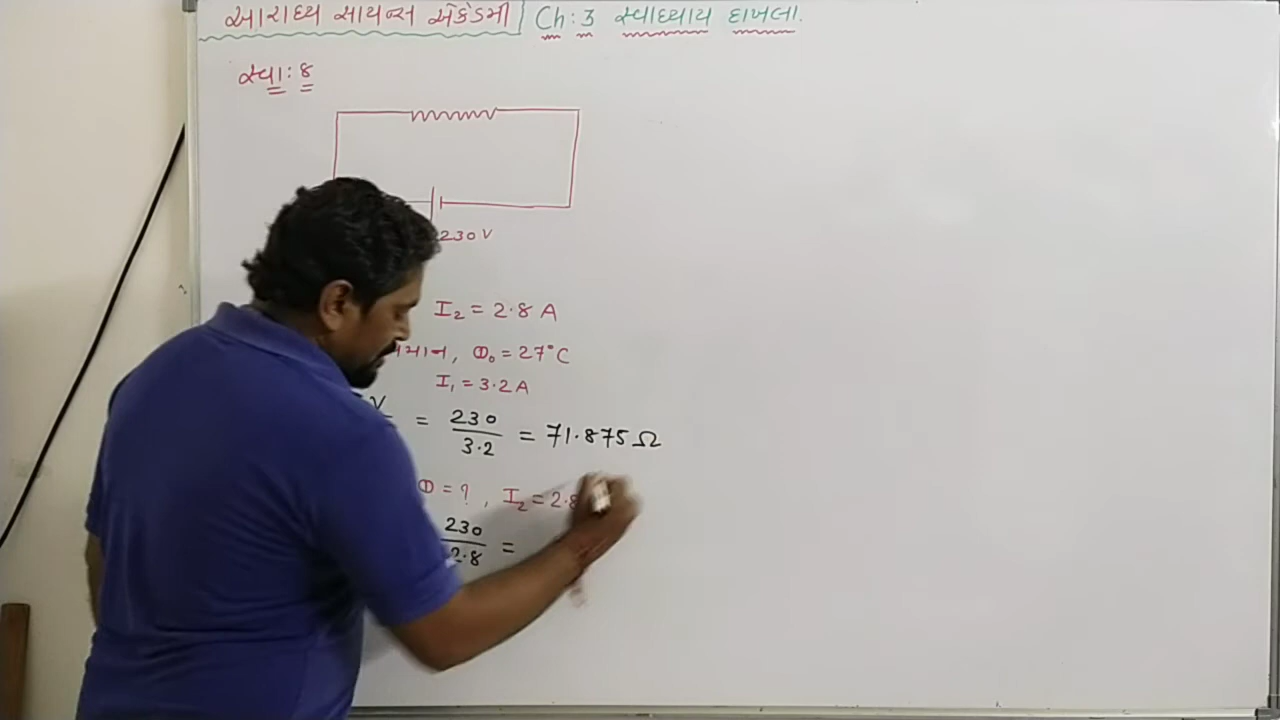 આરાધ્ય સાયન્સ એકેડમી Ch: 3 સ્વાધ્યાય દાખલા.
સ્વા: 8
230 V
I₂ = 2.8 A
, Θ₀ = 27°C
I₁ = 3.2 A
V = 230/3.2 = 71.875 Ω
Θ = ?, I₂ = 2.8
230/2.8 =